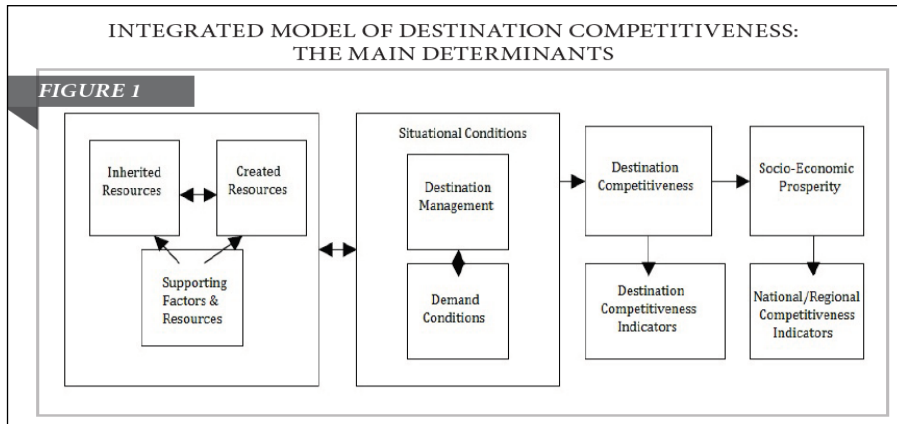 INTEGRATED MODEL OF DESTINATION COMPETITIVENESS:
THE MAIN DETERMINANTS
FIGURE 1
Inherited
Resources
Created
Resources
Supporting
Factors &
Resources
Situational Conditions
Destination
Management
Demand
Conditions
Destination
Competitiveness
Socio-Economic
Prosperity
Destination
Competitiveness
Indicators
National/Regional
Competitiveness
Indicators